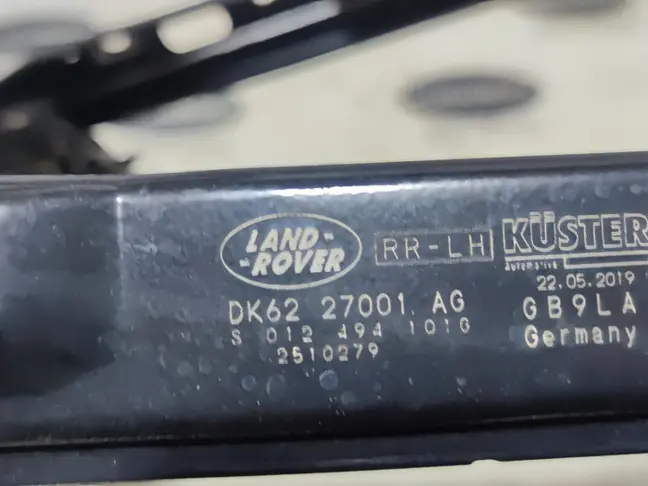 LAND-
-ROVER
RR-LH
KÜSTER
automotive
22.05.2019
DK62 27001 AG
GB9LA
S 012 494 101G
Germany
2510279